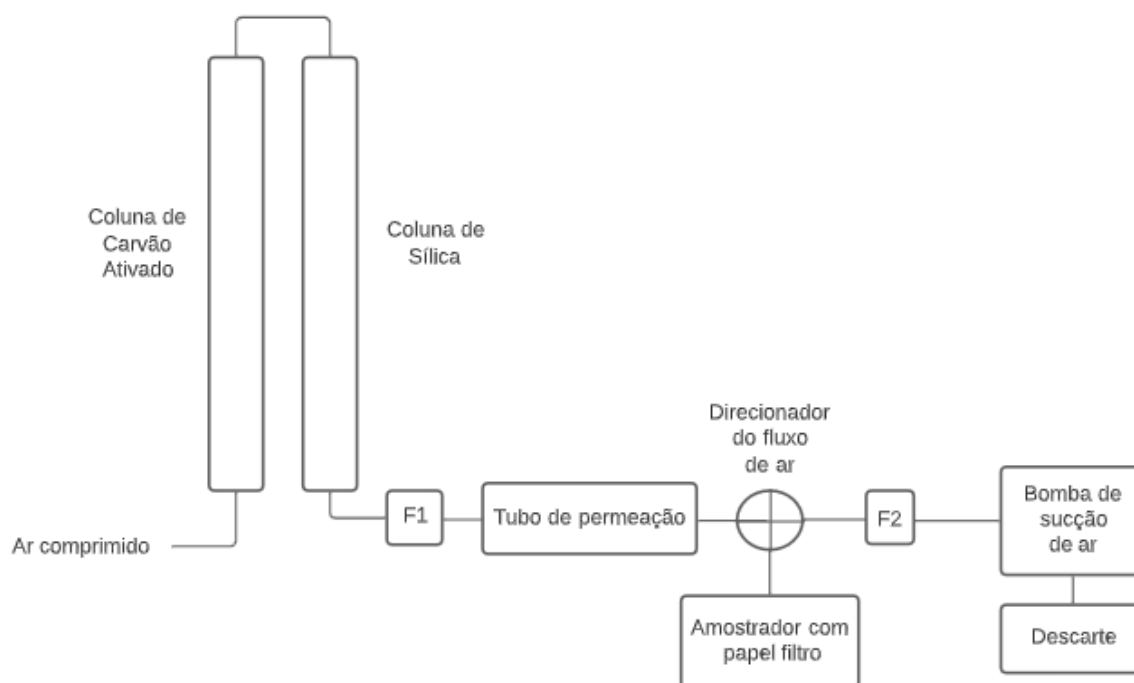 Coluna de
Carvão
Ativado
Coluna de
Sílica
Ar comprimido
F1
Tubo de permeação
Direcionador
do fluxo
de ar
F2
Bomba de
sucção
de ar
Amostrador com
papel filtro
Descarte